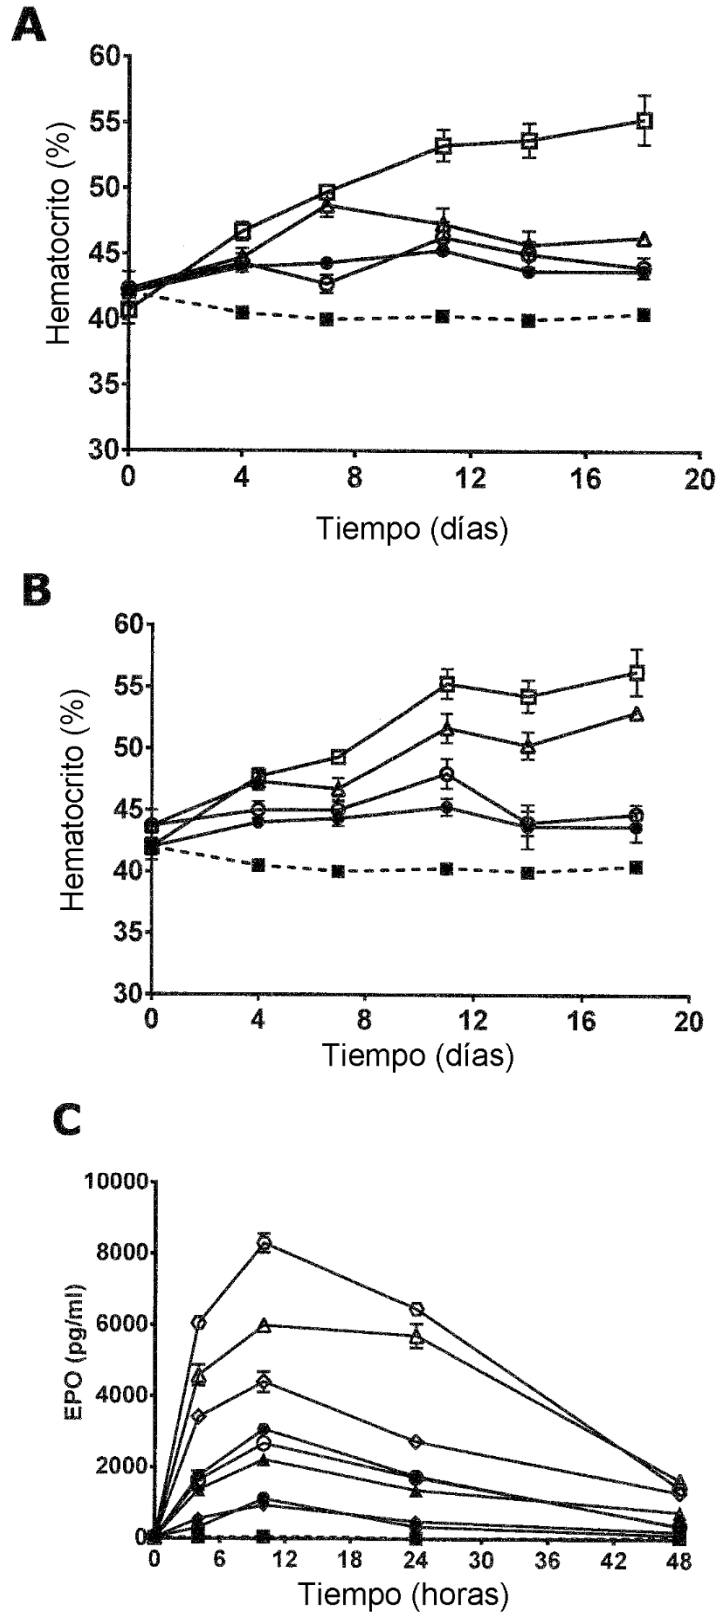 A
60
55
50
45
40
35
30
Hematocrito (%)
0 4 8 12 16 20
Tiempo (días)
B
60
55
50
45
40
35
30
Hematocrito (%)
0 4 8 12 16 20
Tiempo (días)
C
10000
8000
6000
4000
2000
0
EPO (pg/ml)
0 6 12 18 24 30 36 42 48
Tiempo (horas)